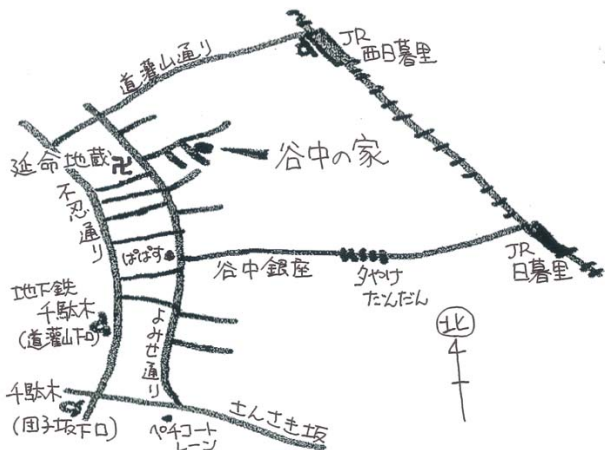 JR
西日暮里
道灌山通り
延命地蔵卍
谷中の家
不忍通り
ぱぱす
谷中銀座
夕やけ
だんだん
JR
日暮里
地下鉄
千駄木
(道灌山下口)
よみせ通り
北
千駄木
(団子坂下口)
ペチコート
レーン
さんさき坂